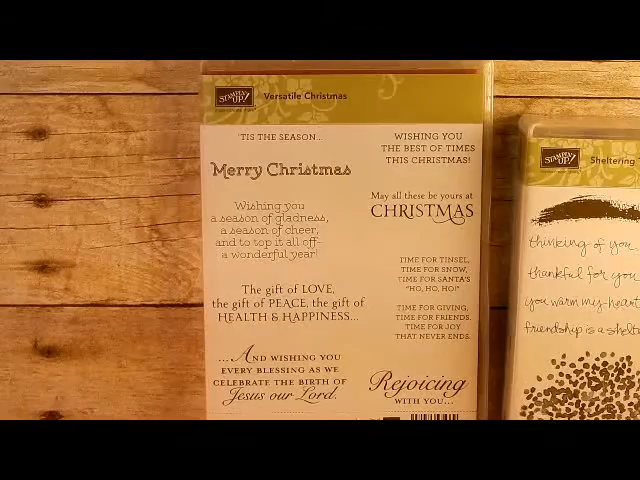 STAMPIN' UP!
Versatile Christmas
'TIS THE SEASON...
Merry Christmas
Wishing you
a season of gladness,
a season of cheer,
and to top it all off-
a wonderful year!
The gift of LOVE,
the gift of PEACE, the gift of
HEALTH & HAPPINESS...
...AND WISHING YOU
EVERY BLESSING AS WE
CELEBRATE THE BIRTH OF
Jesus our Lord.
WISHING YOU
THE BEST OF TIMES
THIS CHRISTMAS!
May all these be yours at
CHRISTMAS
TIME FOR TINSEL,
TIME FOR SNOW,
TIME FOR SANTA'S
"HO, HO, HO!"
TIME FOR GIVING,
TIME FOR FRIENDS,
TIME FOR JOY
THAT NEVER ENDS.
Rejoicing
WITH YOU...
STAMPIN' UP!
Sheltering
thinking of you
thankful for you
you warm my heart
friendship is a